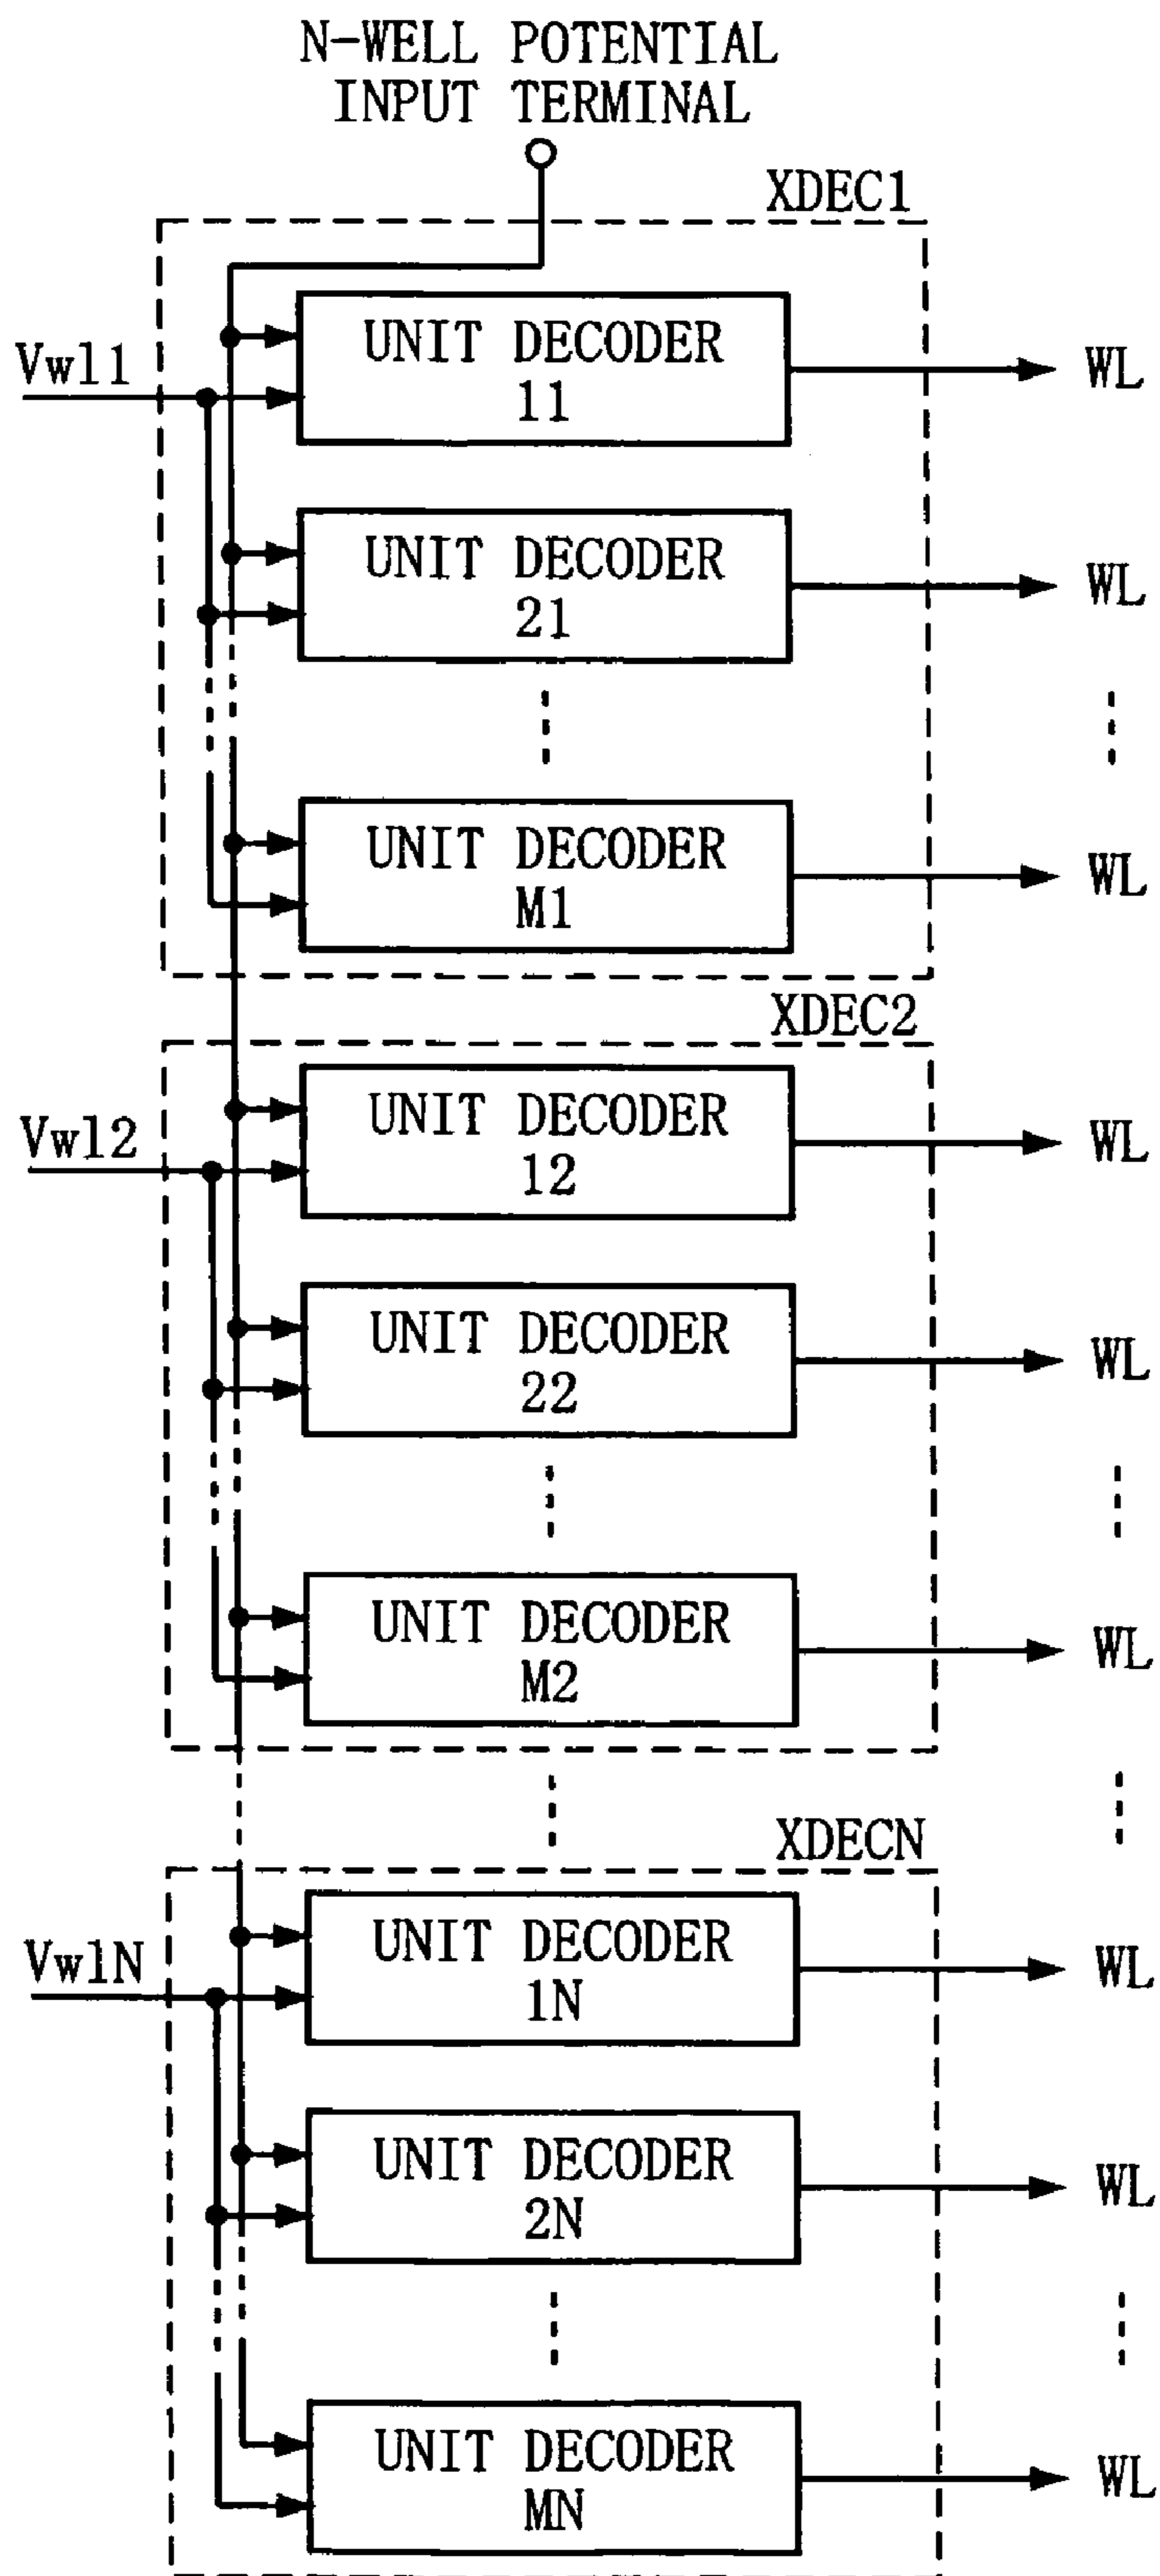 N-WELL POTENTIAL
INPUT TERMINAL
XDEC1
UNIT DECODER
11
Vwl1
WL
UNIT DECODER
21
WL
UNIT DECODER
M1
WL
XDEC2
UNIT DECODER
12
Vwl2
WL
UNIT DECODER
22
WL
UNIT DECODER
M2
WL
XDECN
UNIT DECODER
1N
VwlN
WL
UNIT DECODER
2N
WL
UNIT DECODER
MN
WL